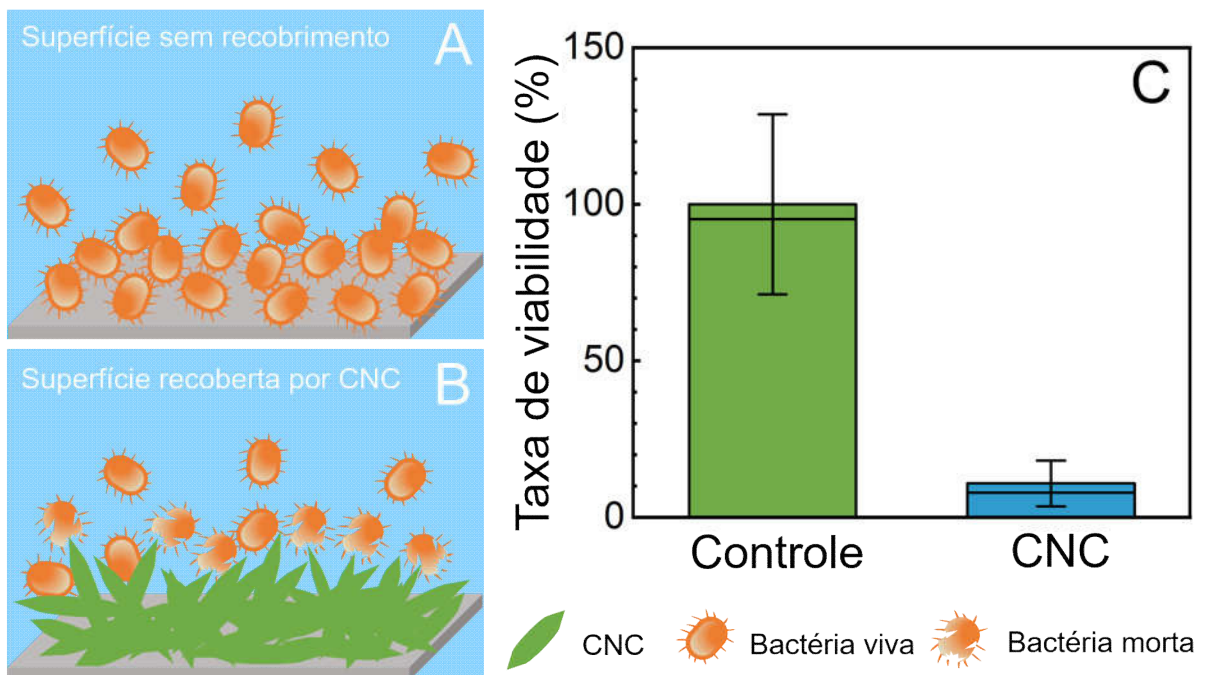 Superfície sem recobrimento
A
Superfície recoberta por CNC
B
C
Taxa de viabilidade (%)
150
100
50
0
Controle
CNC
CNC
Bactéria viva
Bactéria morta